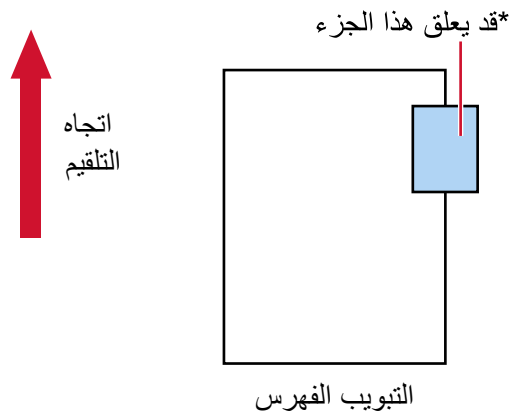 *قد يعلق هذا الجزء
اتجاه
التلقيم
التبويب الفهرس